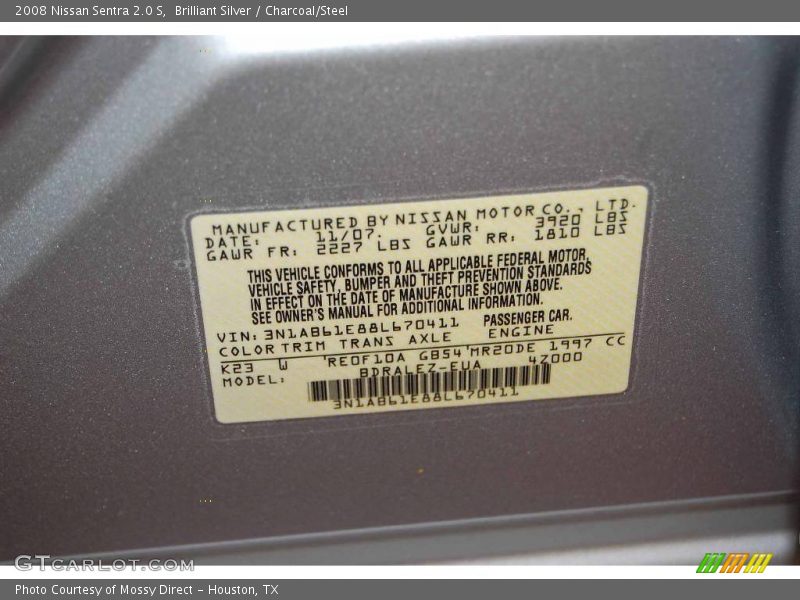 2008 Nissan Sentra 2.0 S, Brilliant Silver / Charcoal/Steel
MANUFACTURED BY NISSAN MOTOR CO., LTD.
DATE: 11/07. GVWR: 3920 LBS
GAWR FR: 2227 LBS GAWR RR: 1810 LBS
THIS VEHICLE CONFORMS TO ALL APPLICABLE FEDERAL MOTOR,
VEHICLE SAFETY, BUMPER AND THEFT PREVENTION STANDARDS
IN EFFECT ON THE DATE OF MANUFACTURE SHOWN ABOVE.
SEE OWNER'S MANUAL FOR ADDITIONAL INFORMATION.
VIN: 3N1AB61E88L670411 PASSENGER CAR.
COLOR TRIM TRANS AXLE ENGINE
K23 W 'RE0F10A GB54 'MR20DE 1997 CC
MODEL: BDRALEZ-EUA 4Z000
3N1AB61E88L670411
GTCARLOT.COM
Photo Courtesy of Mossy Direct - Houston, TX